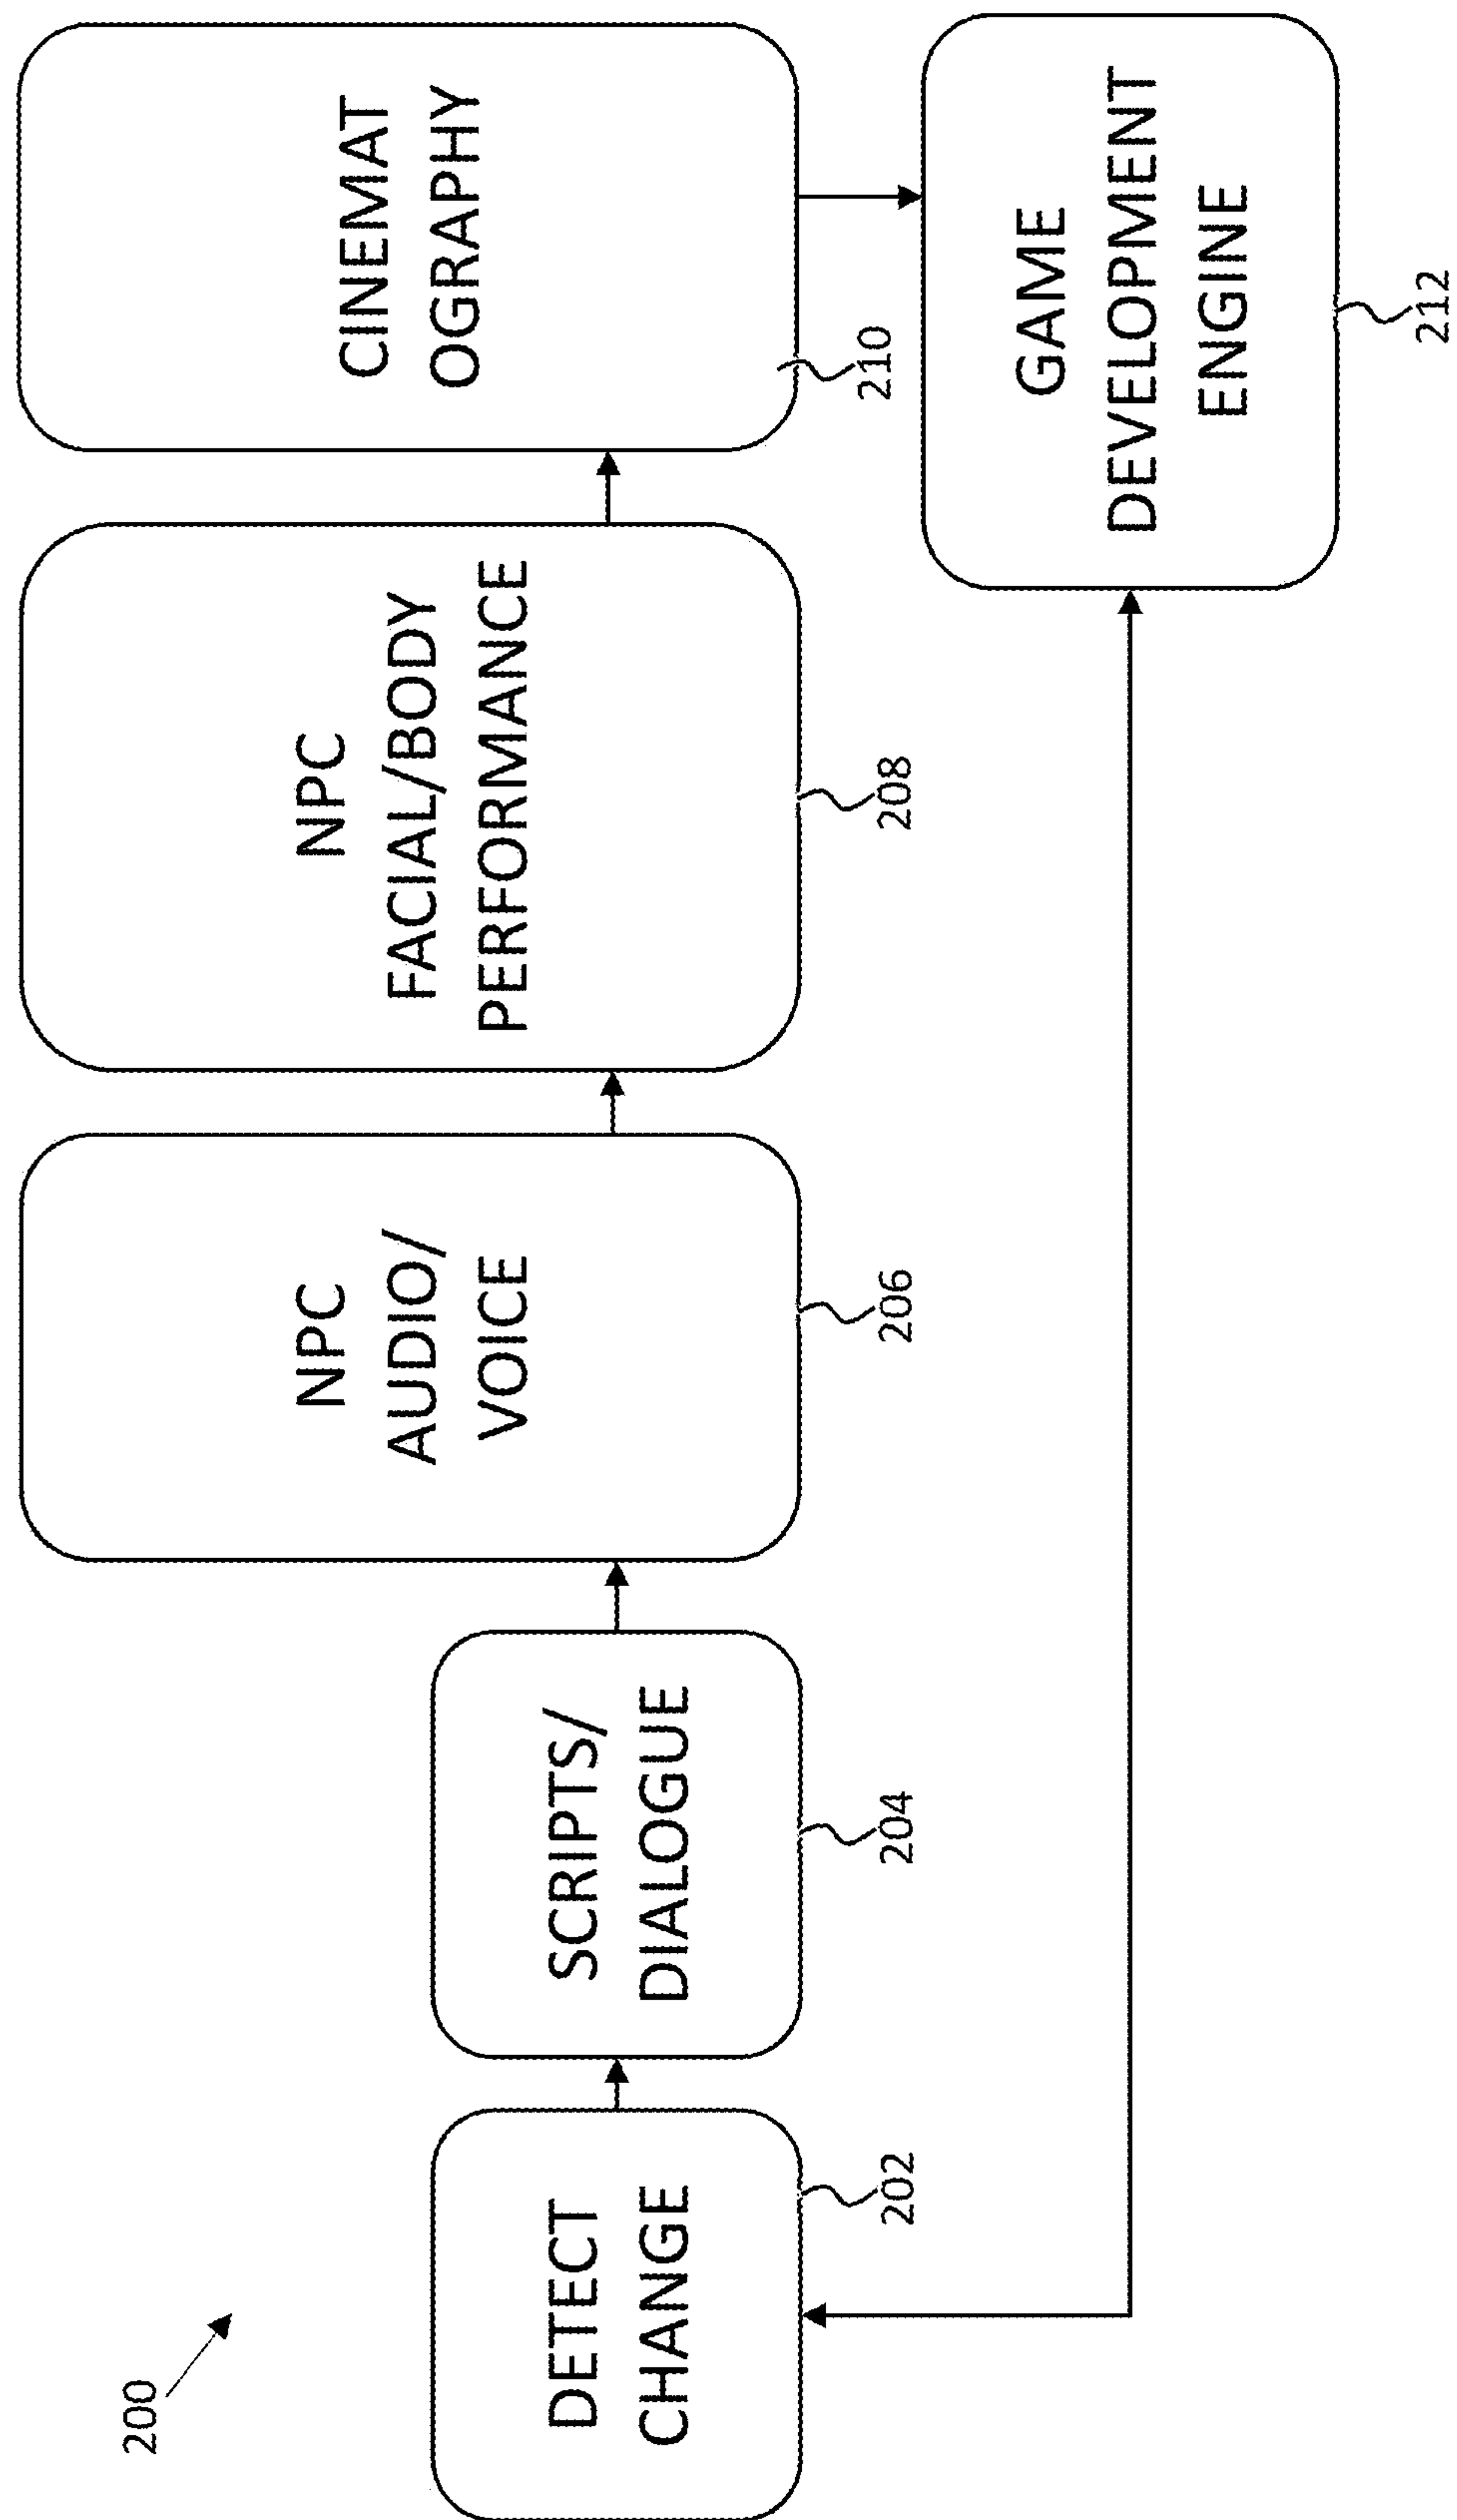 200
DETECT
CHANGE
202
SCRIPTS/
DIALOGUE
204
NPC
AUDIO/
VOICE
206
NPC
FACIAL/BODY
PERFORMANCE
208
CINEMAT
OGRAPHY
210
GAME
DEVELOPMENT
ENGINE
212